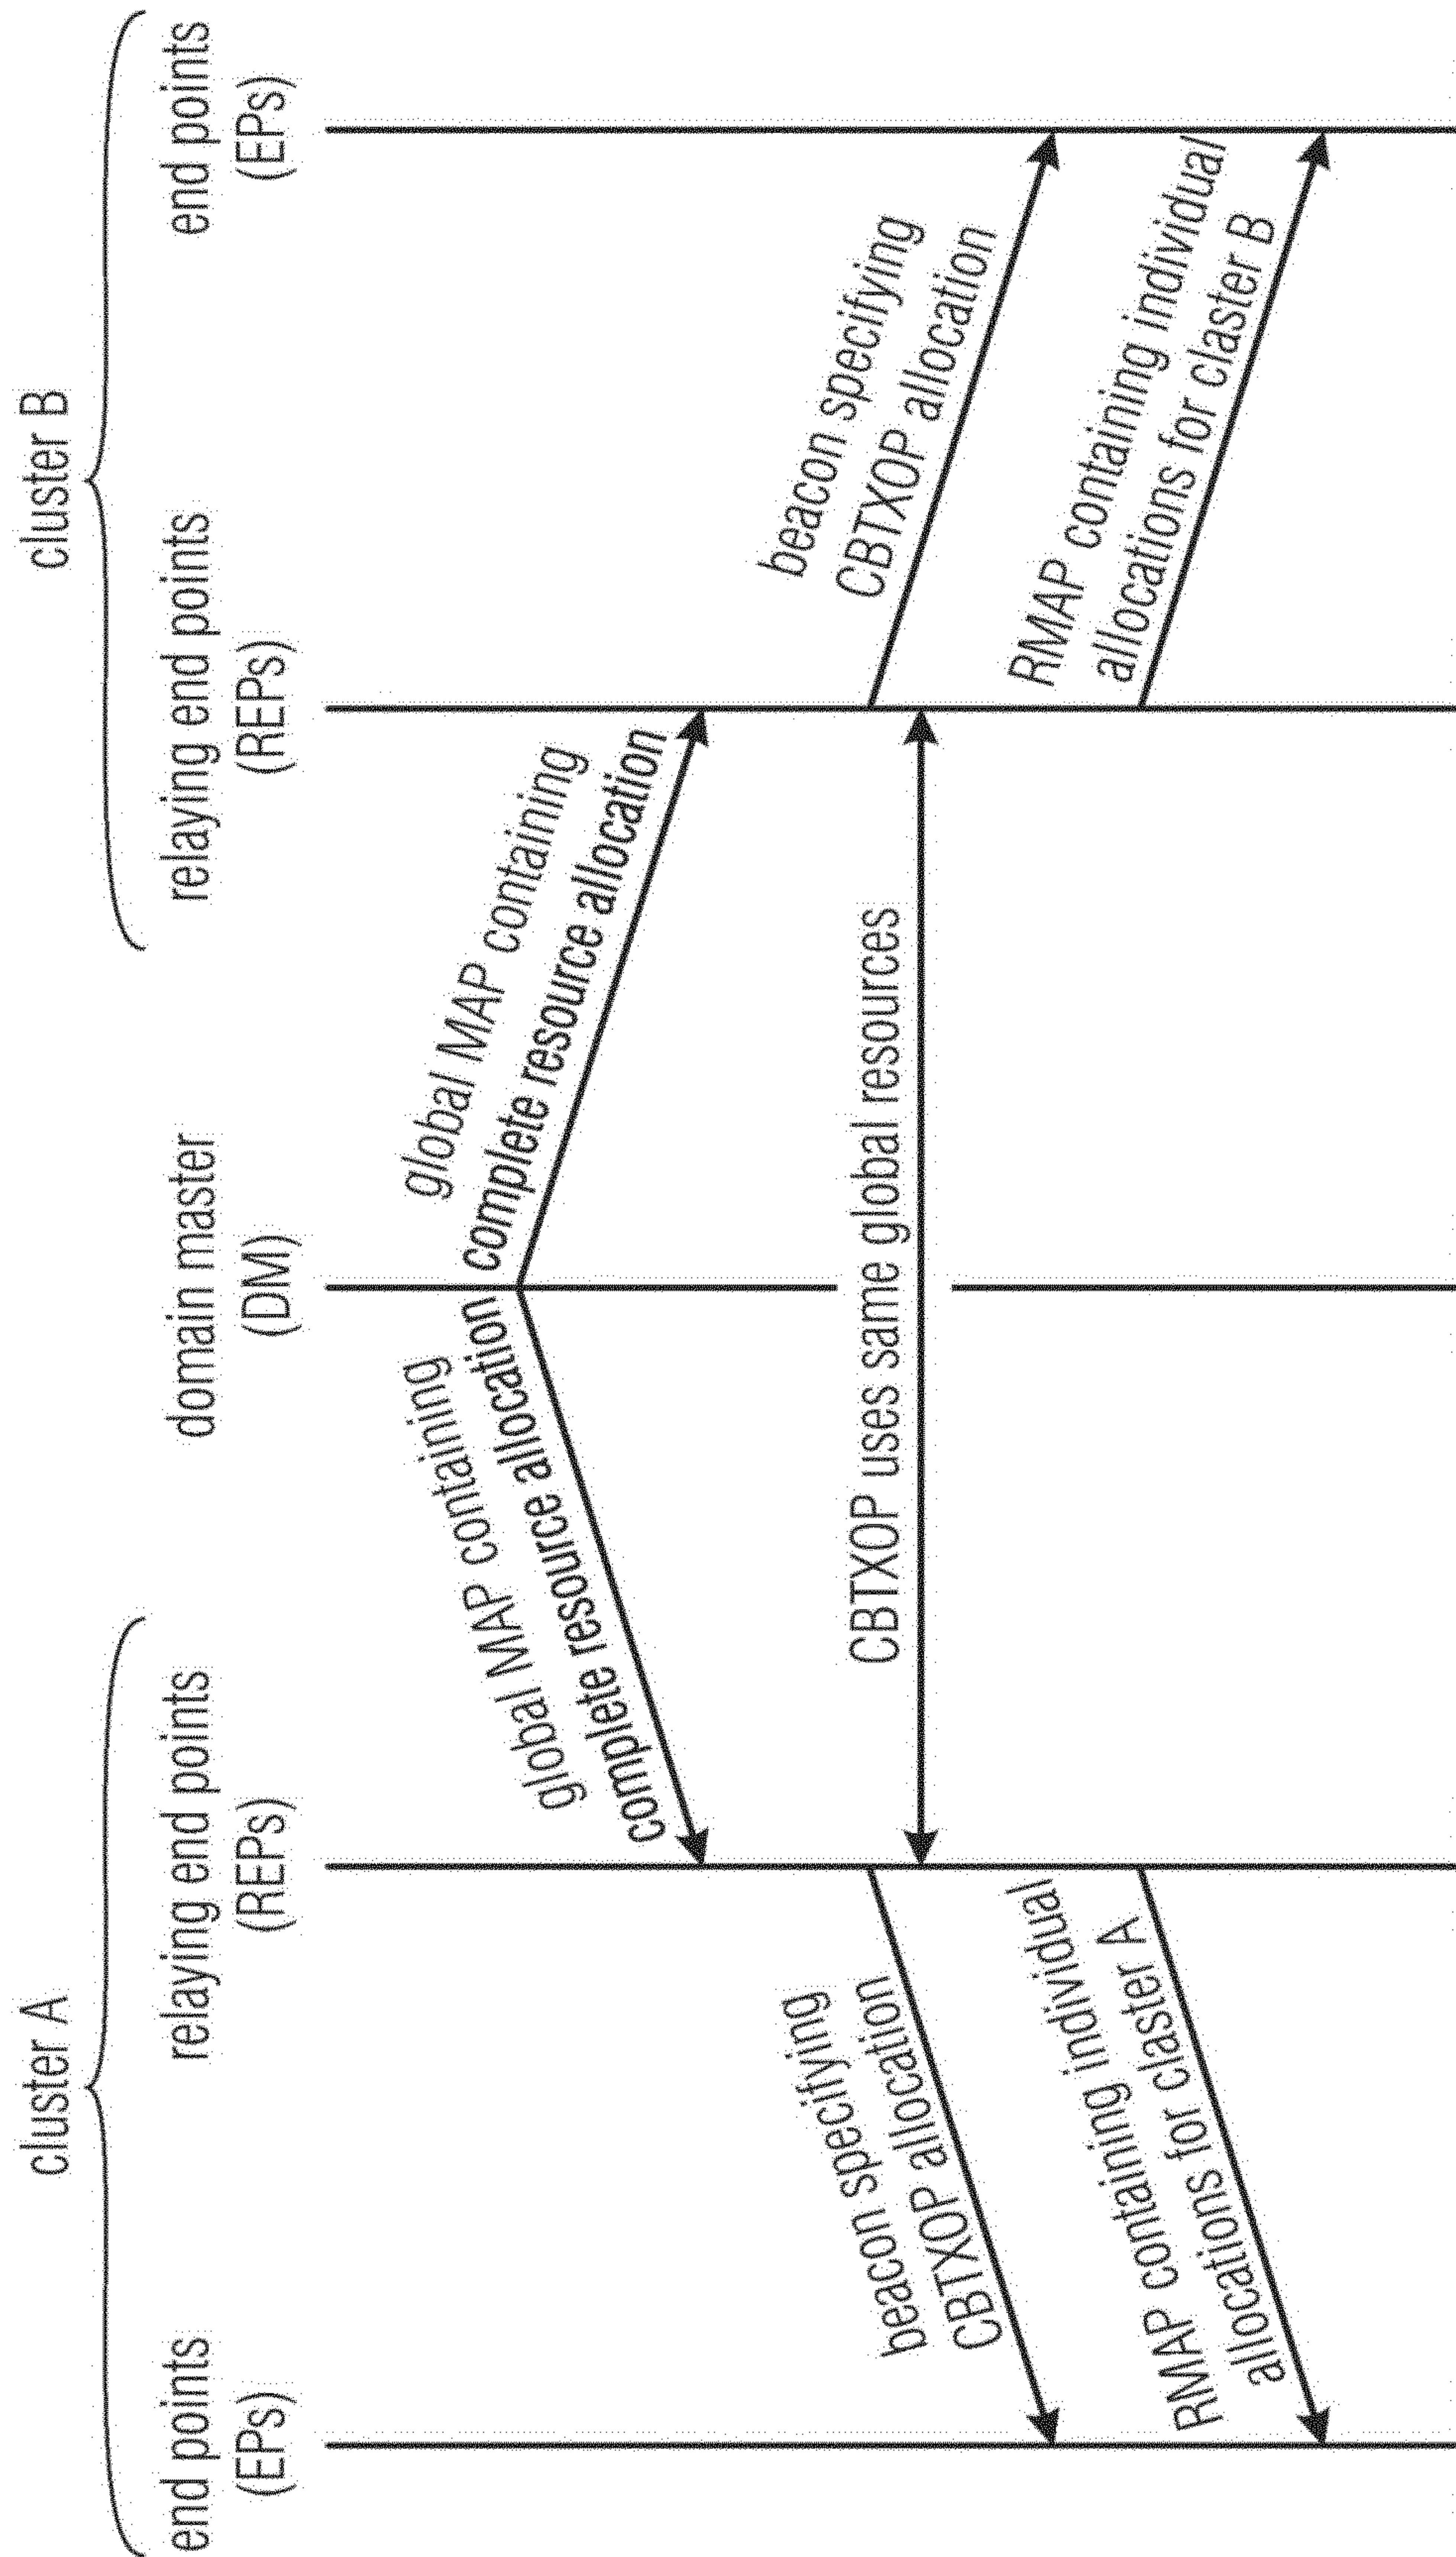 cluster A
cluster B
end points
(EPs)
relaying end points
(REPs)
domain master
(DM)
relaying end points
(REPs)
end points
(EPs)
global MAP containing
complete resource allocation
global MAP containing
complete resource allocation
beacon specifying
CBTXOP allocation
CBTXOP uses same global resources
beacon specifying
CBTXOP allocation
RMAP containing individual
allocations for claster A
RMAP containing individual
allocations for claster B